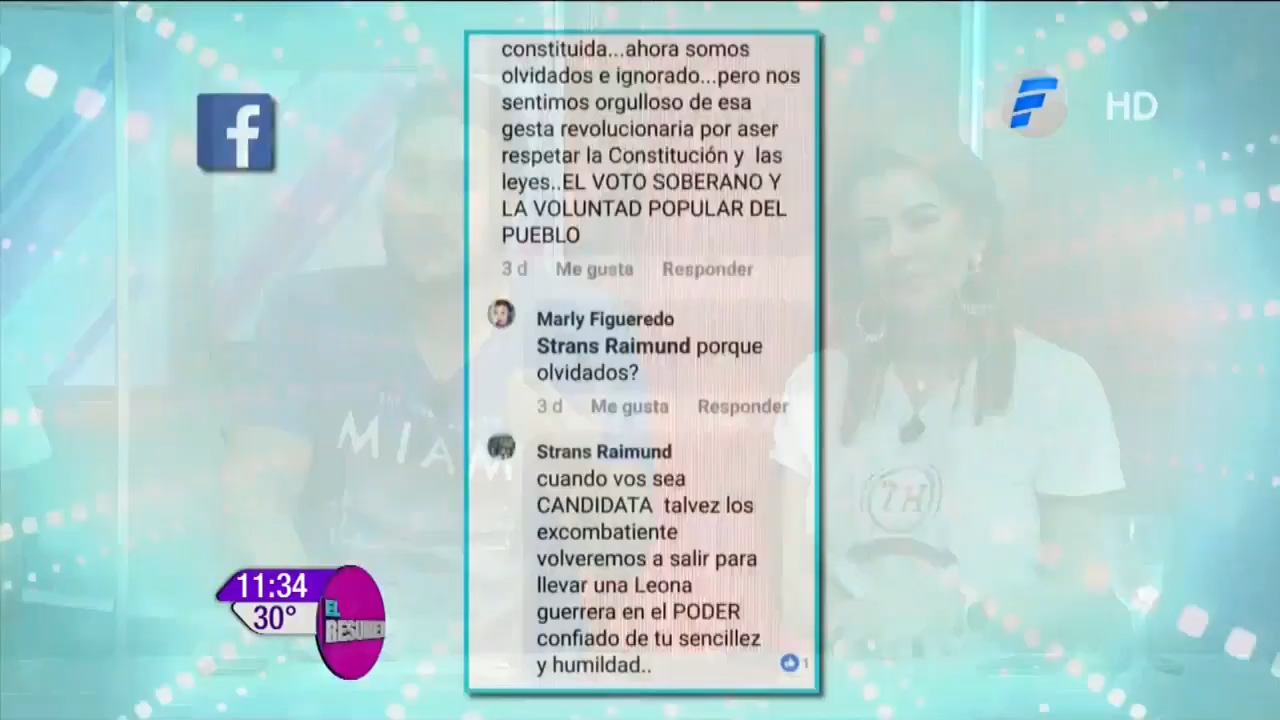 constituida...ahora somos
olvidados e ignorado...pero nos
sentimos orgulloso de esa
gesta revolucionaria por aser
respetar la Constitución y las
leyes..EL VOTO SOBERANO Y
LA VOLUNTAD POPULAR DEL
PUEBLO
3 d Me gusta Responder
Marly Figueredo
Strans Raimund porque
olvidados?
3 d Me gusta Responder
Strans Raimund
cuando vos sea
CANDIDATA talvez los
excombatiente
volveremos a salir para
llevar una Leona
guerrera en el PODER
confiado de tu sencillez
y humildad..
1
f
HD
MIAM
7H
11:34
30°
EL
RESUMEN